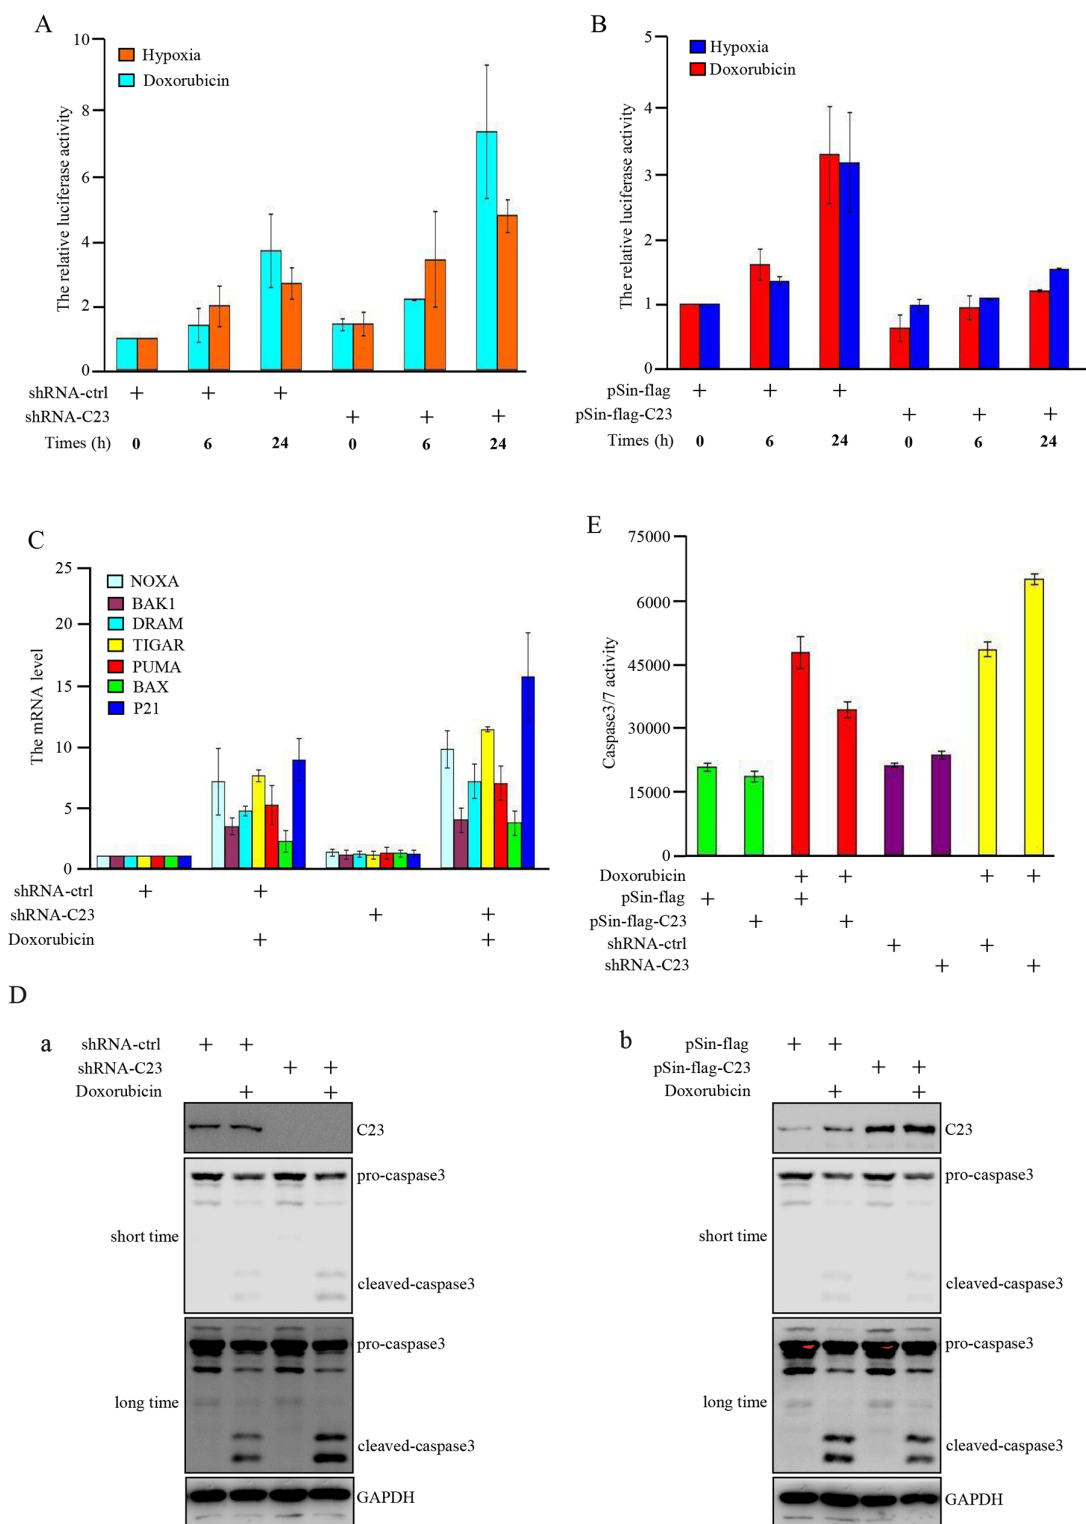 A
The relative luciferase activity
10
8
6
4
2
0
Hypoxia
Doxorubicin
shRNA-ctrl + + +
shRNA-C23 + + +
Times (h) 0 6 24 0 6 24
B
The relative luciferase activity
5
4
3
2
1
0
Hypoxia
Doxorubicin
pSin-flag + + +
pSin-flag-C23 + + +
Times (h) 0 6 24 0 6 24
C
The mRNA level
25
20
15
10
5
0
NOXA
BAK1
DRAM
TIGAR
PUMA
BAX
P21
shRNA-ctrl + +
shRNA-C23 + +
Doxorubicin + +
E
Caspase3/7 activity
75000
6000
45000
30000
15000
0
Doxorubicin + + + +
pSin-flag + +
pSin-flag-C23 + +
shRNA-ctrl + +
shRNA-C23 + +
D
a
shRNA-ctrl + +
shRNA-C23 + +
Doxorubicin + +
C23
pro-caspase3
short time
cleaved-caspase3
pro-caspase3
long time
cleaved-caspase3
GAPDH
b
pSin-flag + +
pSin-flag-C23 + +
Doxorubicin + +
C23
pro-caspase3
short time
cleaved-caspase3
pro-caspase3
long time
cleaved-caspase3
GAPDH